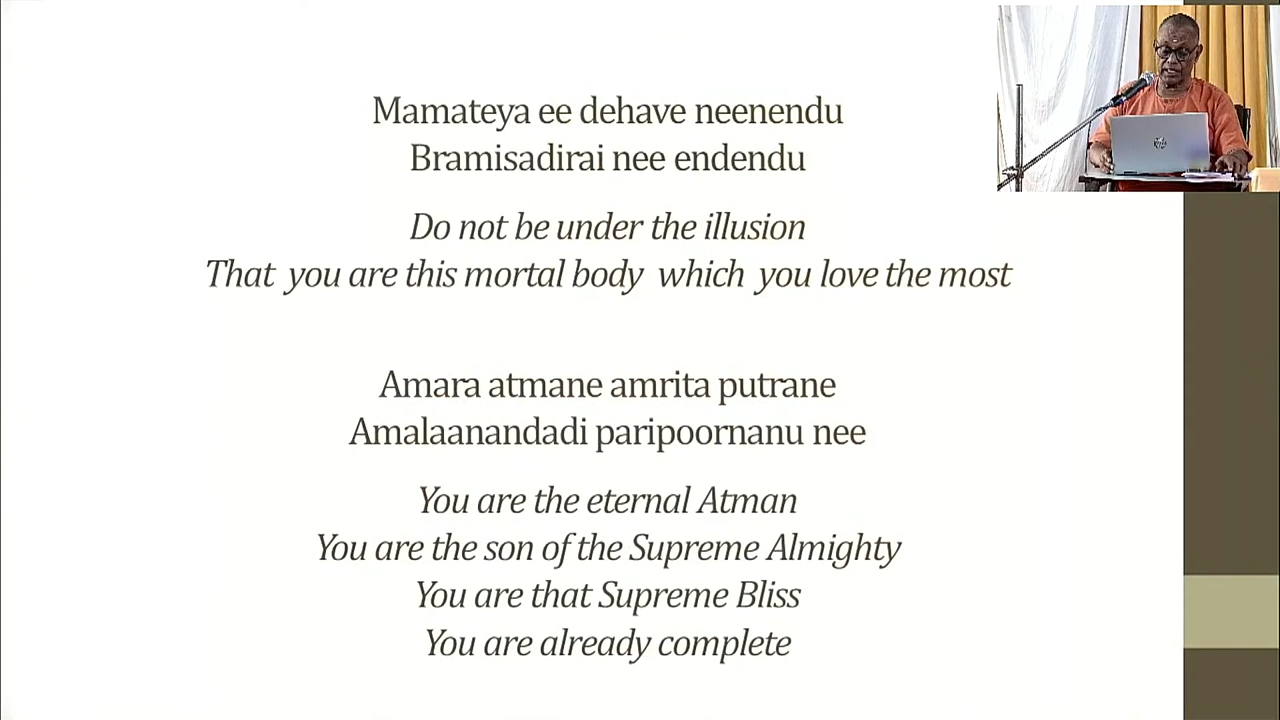 Mamateya ee dehave neenendu
Bramisadirai nee endendu
Do not be under the illusion
That you are this mortal body which you love the most
Amara atmane amrita putrane
Amalaanandadi paripoornanu nee
You are the eternal Atman
You are the son of the Supreme Almighty
You are that Supreme Bliss
You are already complete